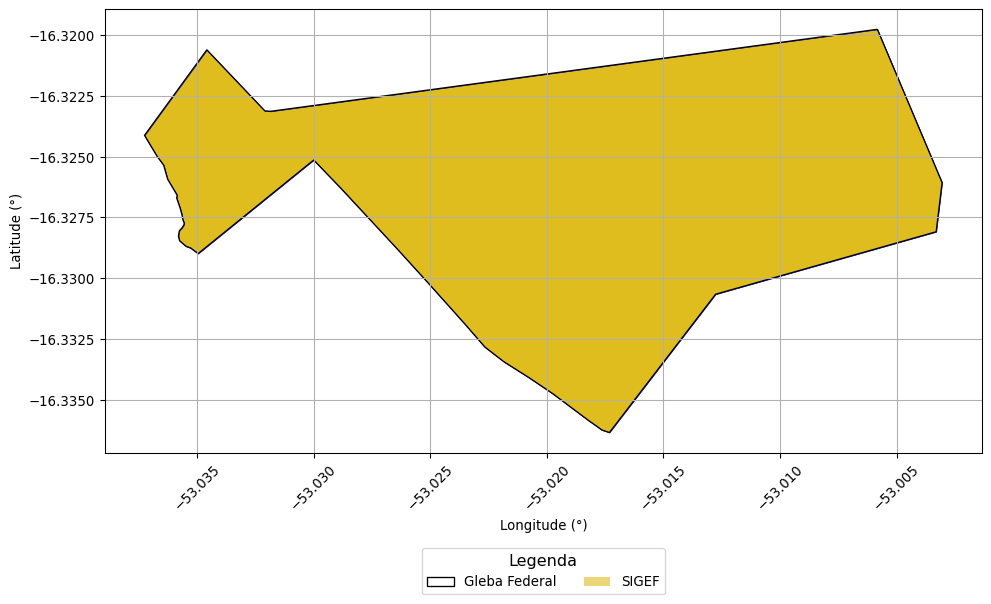 −16.3200
−16.3225
−16.3250
−16.3275
−16.3300
−16.3325
−16.3350
Latitude (°)
−53.035
−53.030
−53.025
−53.020
−53.015
−53.010
−53.005
Longitude (°)
Legenda
Gleba Federal
SIGEF